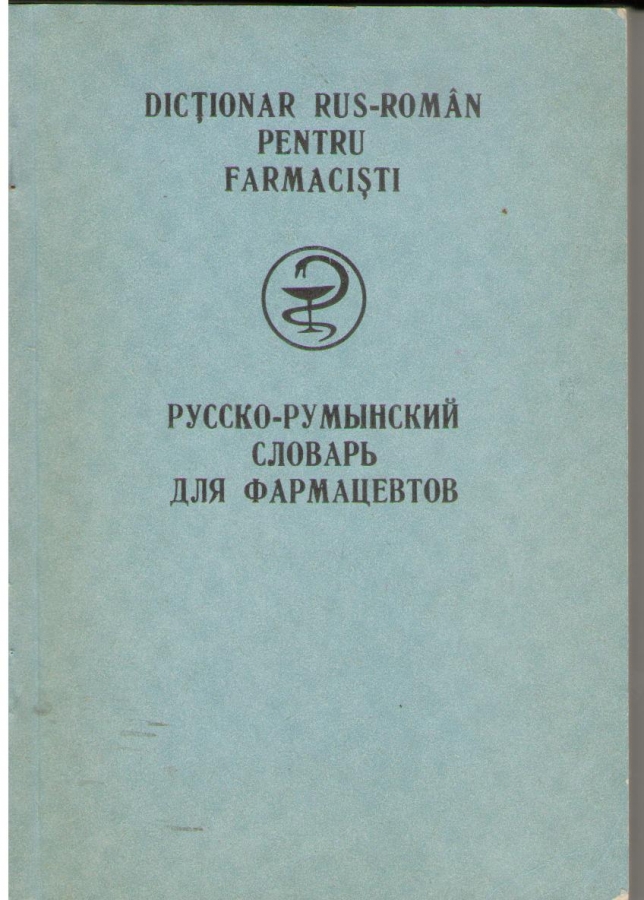 DICȚIONAR RUS-ROMÂN
PENTRU
FARMACIȘTI
РУССКО-РУМЫНСКИЙ
СЛОВАРЬ
ДЛЯ ФАРМАЦЕВТОВ